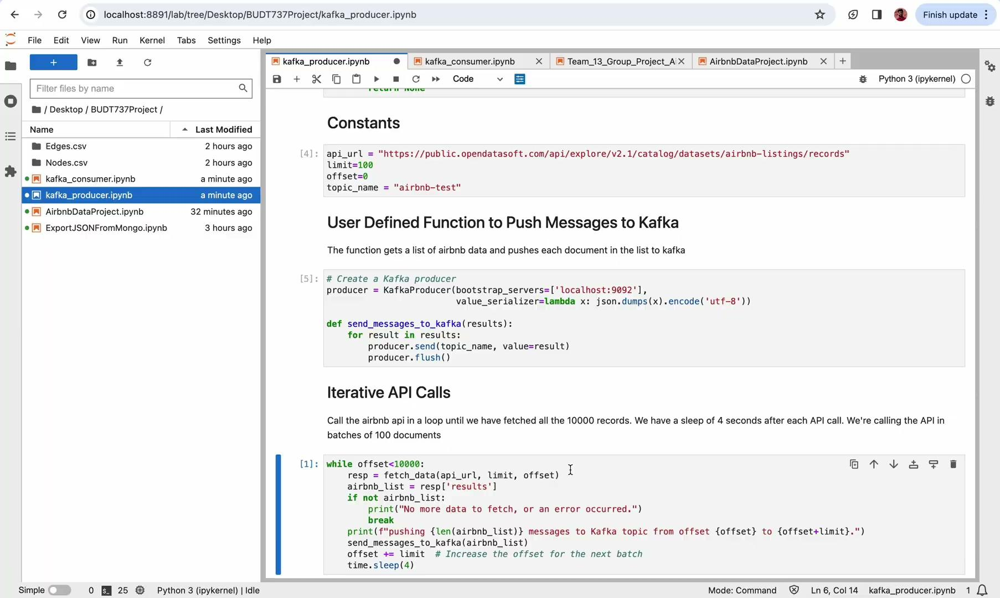 localhost:8891/lab/tree/Desktop/BUDT737Project/kafka_producer.ipynb
Finish update
File Edit View Run Kernel Tabs Settings Help
+
Filter files by name
/ Desktop / BUDT737Project /
Name Last Modified
Edges.csv 2 hours ago
Nodes.csv 2 hours ago
kafka_consumer.ipynb a minute ago
kafka_producer.ipynb a minute ago
AirbnbDataProject.ipynb 32 minutes ago
ExportJSONFromMongo.ipynb 3 hours ago
kafka_producer.ipynb kafka_consumer.ipynb Team_13_Group_Project_Ai AirbnbDataProject.ipynb
Code Python 3 (ipykernel)
return None
Constants
[4]: api_url = "https://public.opendatasoft.com/api/explore/v2.1/catalog/datasets/airbnb-listings/records"
limit=100
offset=0
topic_name = "airbnb-test"
User Defined Function to Push Messages to Kafka
The function gets a list of airbnb data and pushes each document in the list to kafka
[5]: # Create a Kafka producer
producer = KafkaProducer(bootstrap_servers=['localhost:9092'],
value_serializer=lambda x: json.dumps(x).encode('utf-8'))
def send_messages_to_kafka(results):
for result in results:
producer.send(topic_name, value=result)
producer.flush()
Iterative API Calls
Call the airbnb api in a loop until we have fetched all the 10000 records. We have a sleep of 4 seconds after each API call. We're calling the API in
batches of 100 documents
[1]: while offset<10000:
resp = fetch_data(api_url, limit, offset)
airbnb_list = resp['results']
if not airbnb_list:
print("No more data to fetch, or an error occurred.")
break
print(f"pushing {len(airbnb_list)} messages to Kafka topic from offset {offset} to {offset+limit}.")
send_messages_to_kafka(airbnb_list)
offset += limit # Increase the offset for the next batch
time.sleep(4)
Simple 0 25 Python 3 (ipykernel) | Idle Mode: Command Ln 6, Col 14 kafka_producer.ipynb 1